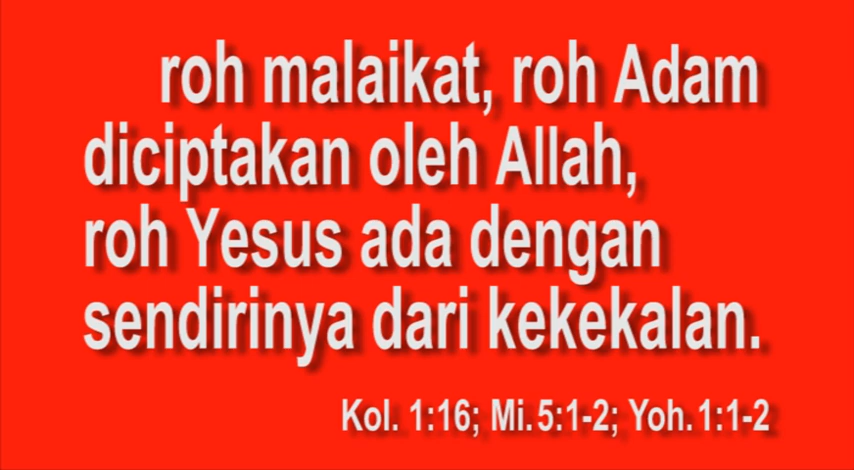 roh malaikat, roh Adam
diciptakan oleh Allah,
roh Yesus ada dengan
sendirinya dari kekekalan.
Kol. 1:16; Mi. 5:1-2; Yoh. 1:1-2